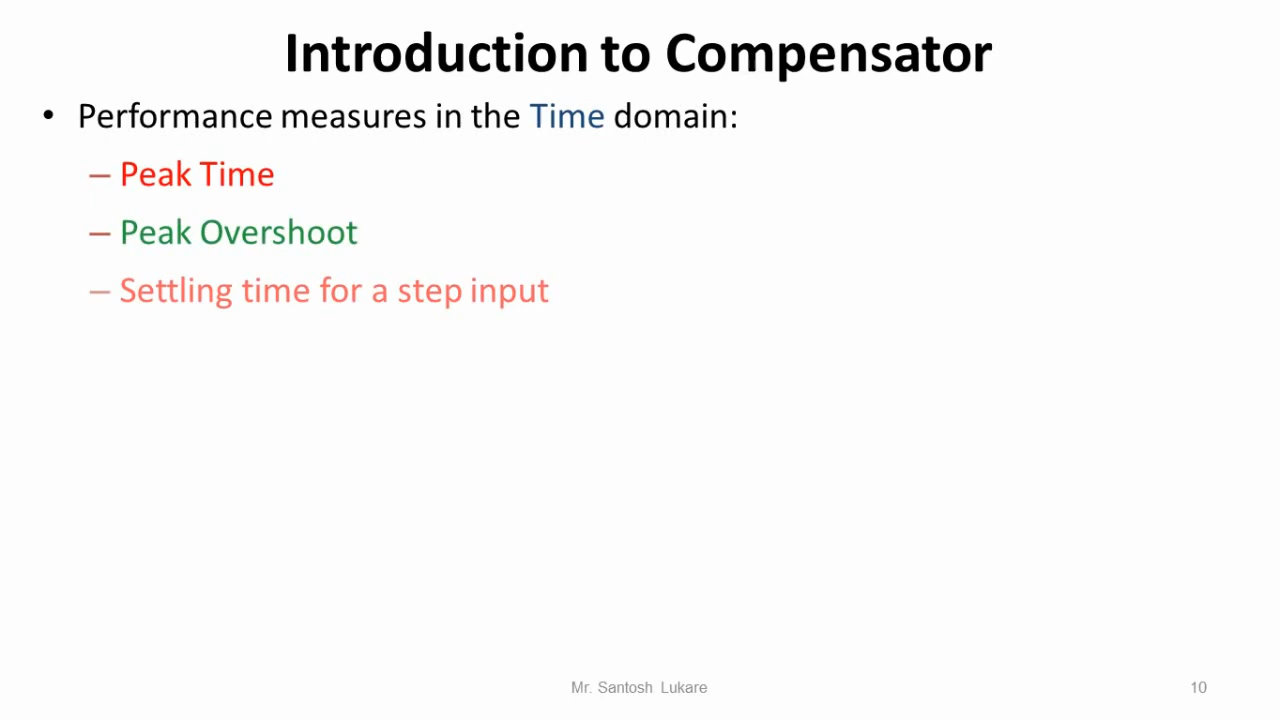 Introduction to Compensator
• Performance measures in the Time domain:
– Peak Time
– Peak Overshoot
– Settling time for a step input
Mr. Santosh Lukare
10